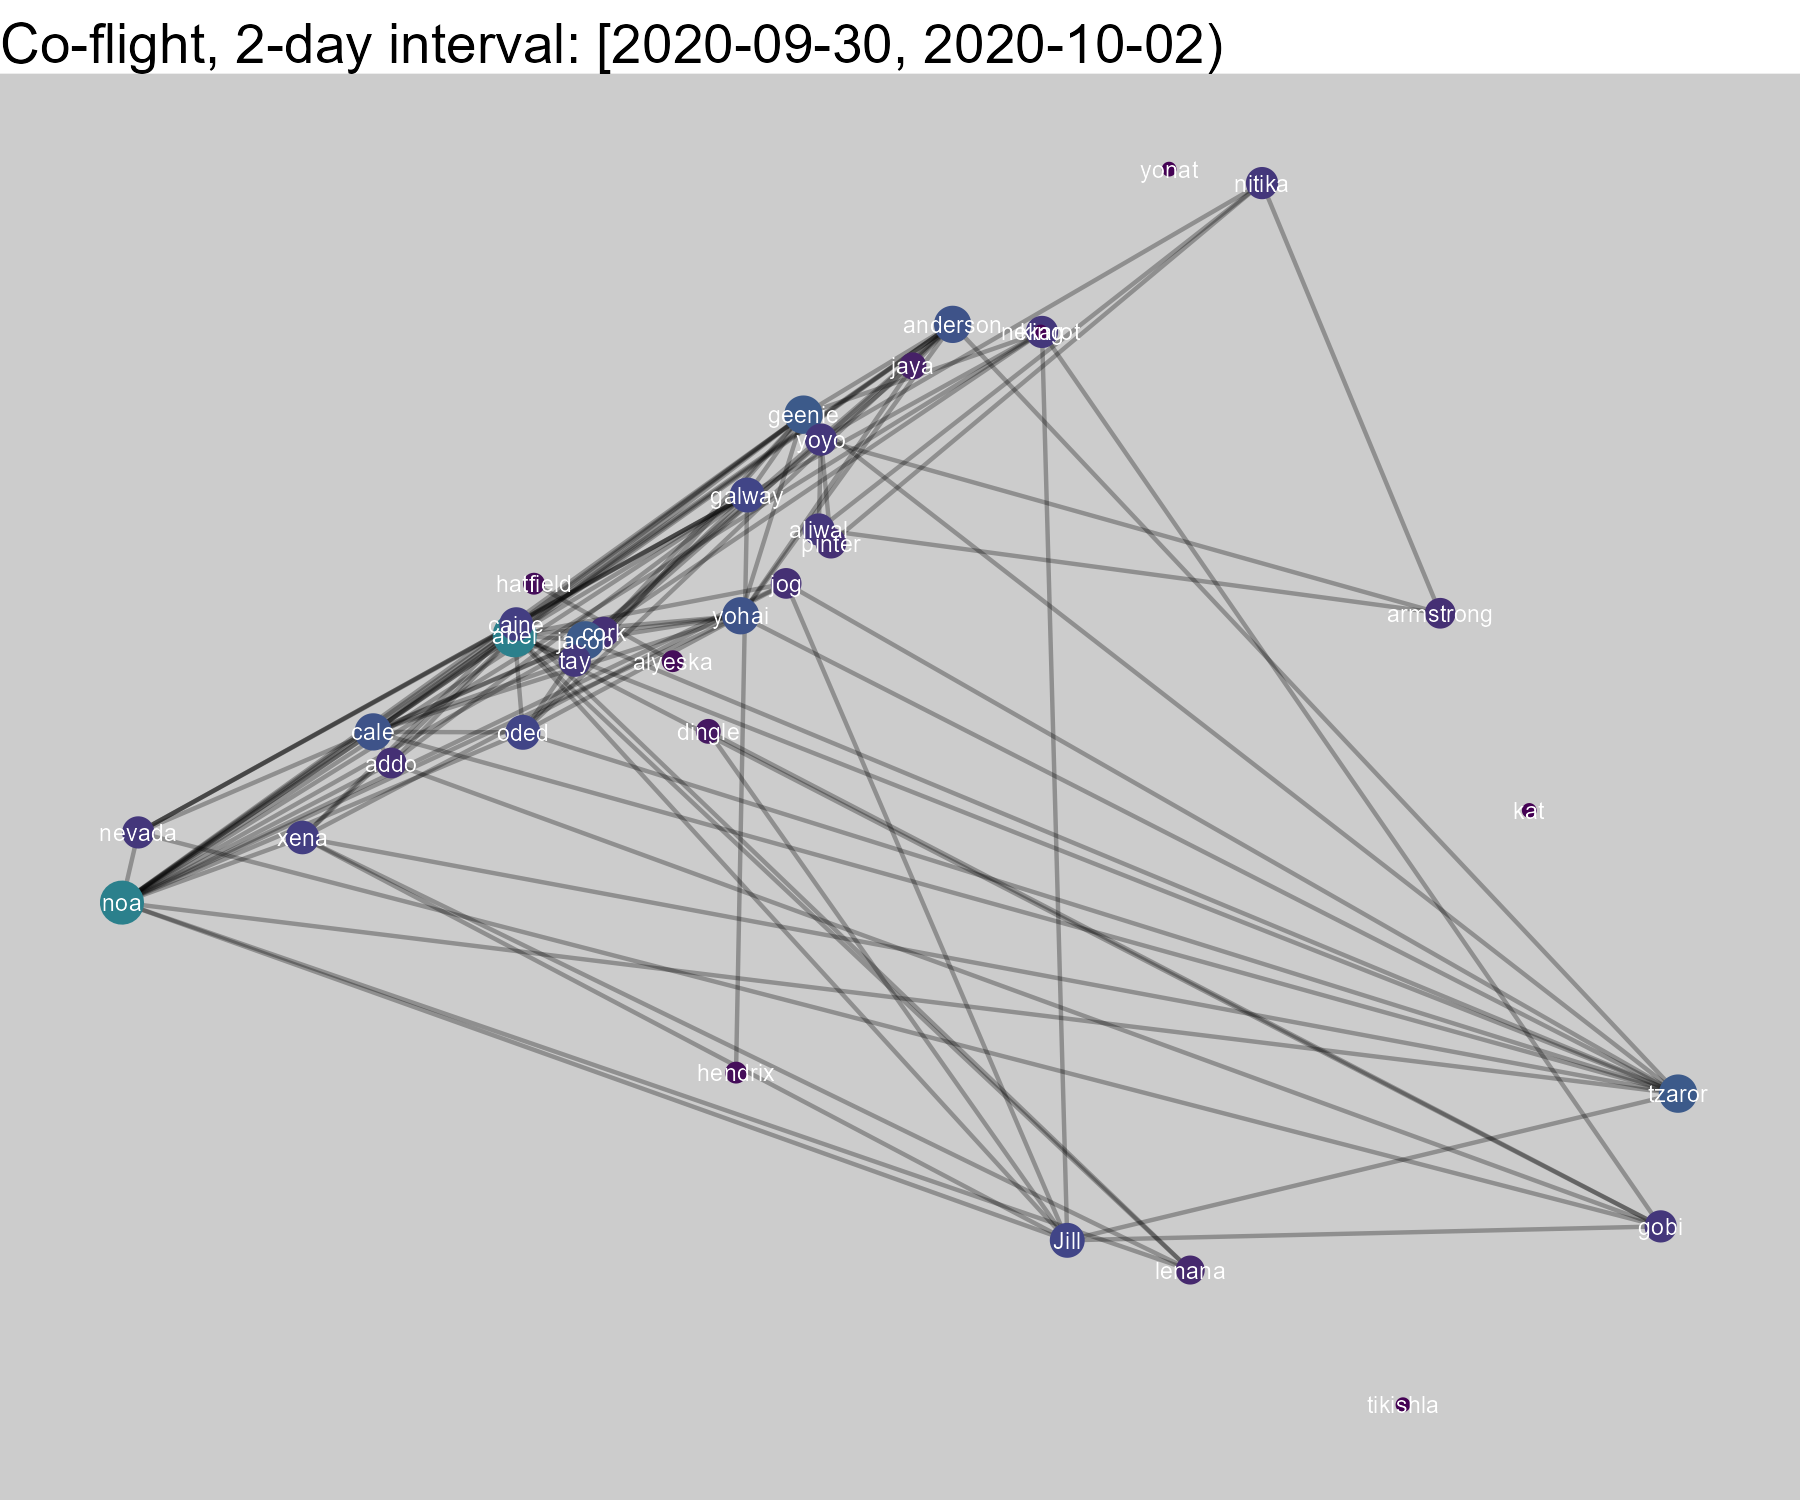 Co-flight, 2-day interval: [2020-09-30, 2020-10-02)
yonat
nitika
anderson
king
jaya
geenie
yoyo
galway
aliwal
pinter
hatfield
jog
armstrong
yohai
caine
abel
jacob
cork
tay
alyeska
cale
oded
dingle
addo
kat
nevada
xena
noa
hendrix
tzaror
gobi
Jill
lenana
tikishla